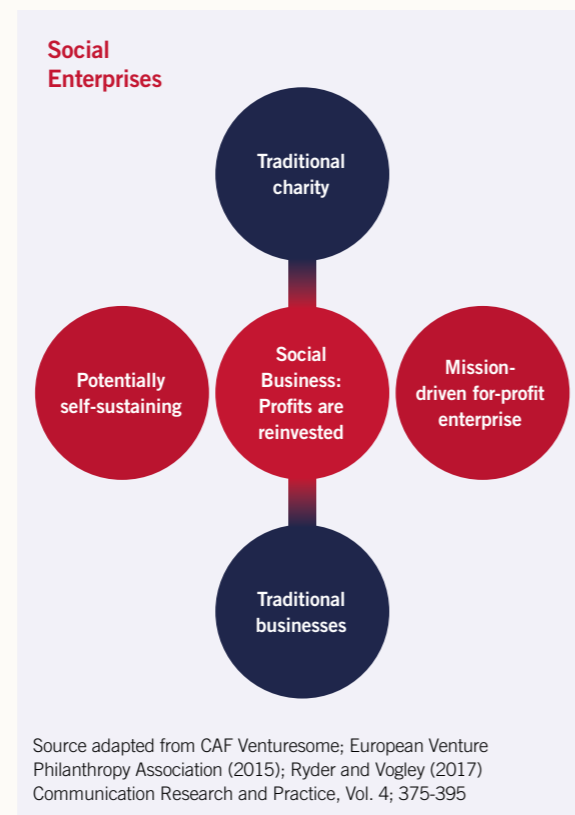 Social
Enterprises
Traditional
charity
Potentially
self-sustaining
Social
Business:
Profits are
reinvested
Mission-
driven for-profit
enterprise
Traditional
businesses
Source adapted from CAF Venturesome; European Venture
Philanthropy Association (2015); Ryder and Vogley (2017)
Communication Research and Practice, Vol. 4; 375-395